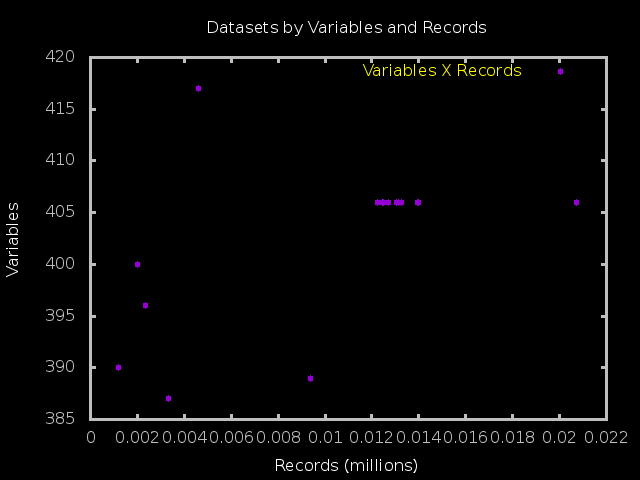 Datasets by Variables and Records
420
Variables X Records
415
410
405
400
395
390
385
Variables
0 0.002 0.004 0.006 0.008 0.01 0.012 0.014 0.016 0.018 0.02 0.022
Records (millions)